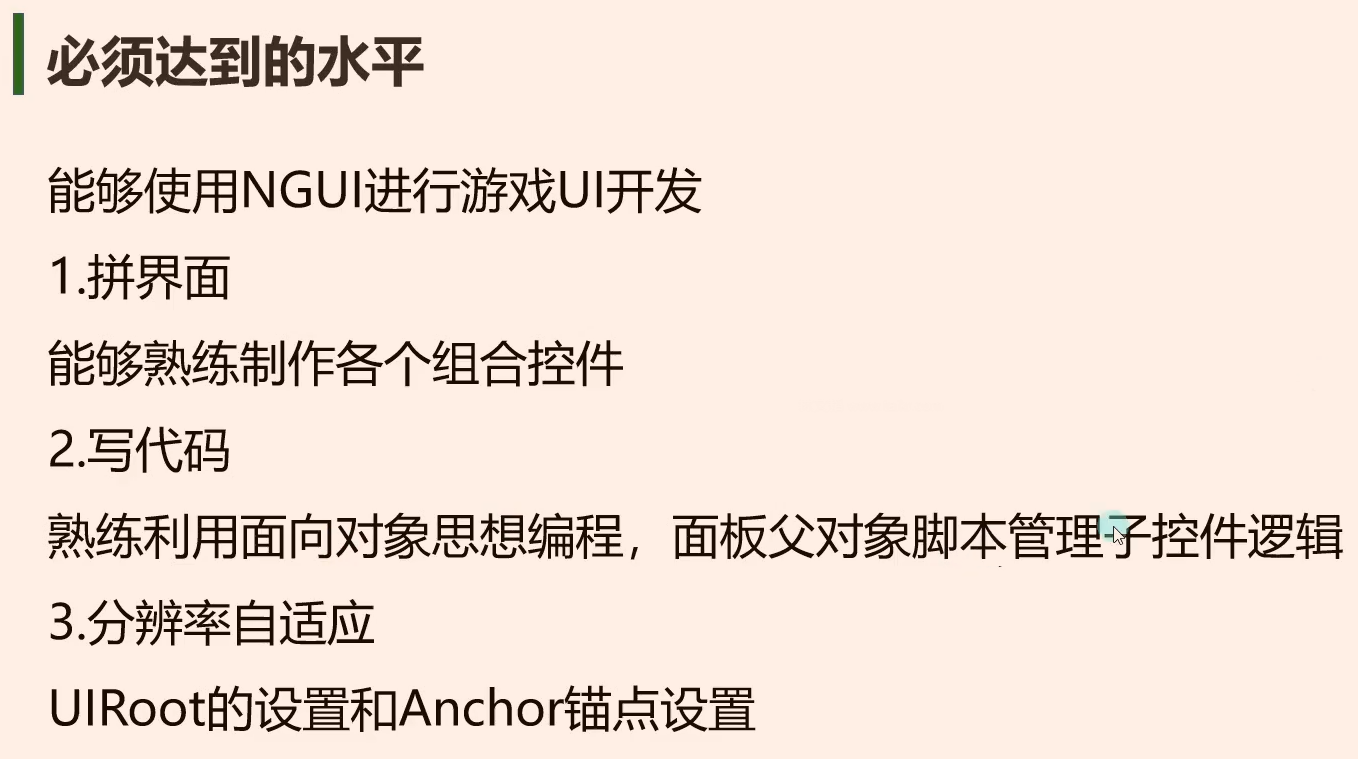 必须达到的水平
能够使用NGUI进行游戏UI开发
1.拼界面
能够熟练制作各个组合控件
2.写代码
熟练利用面向对象思想编程，面板父对象脚本管理子控件逻辑
3.分辨率自适应
UIRoot的设置和Anchor锚点设置